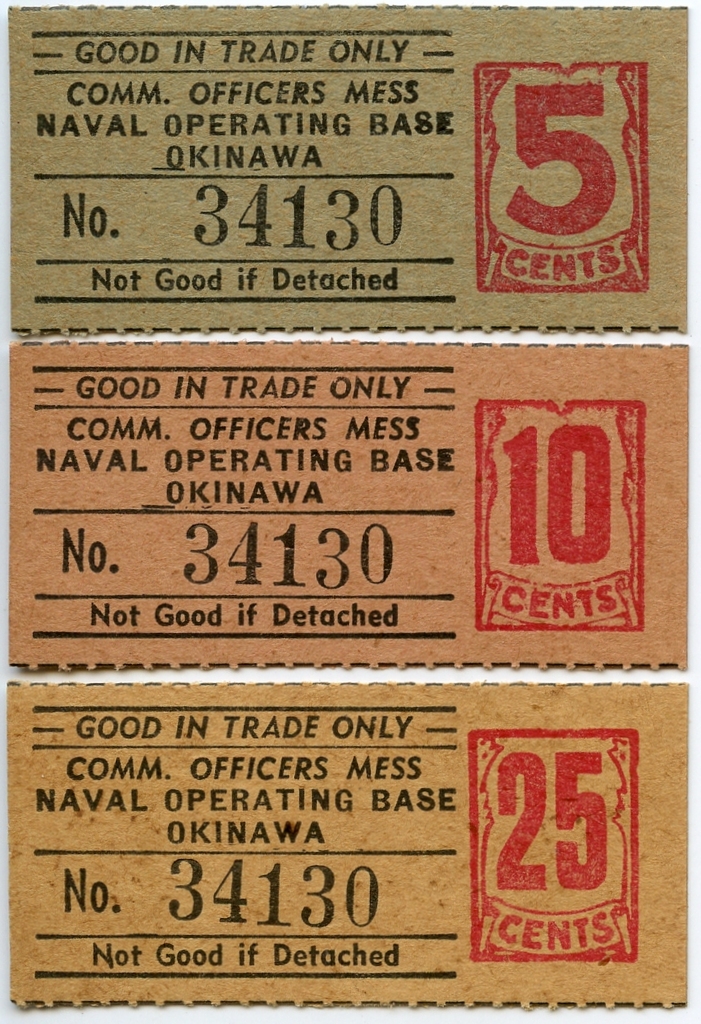 — GOOD IN TRADE ONLY —
COMM. OFFICERS MESS
NAVAL OPERATING BASE
OKINAWA
No. 34130
Not Good if Detached
5
CENTS
— GOOD IN TRADE ONLY —
COMM. OFFICERS MESS
NAVAL OPERATING BASE
OKINAWA
No. 34130
Not Good if Detached
10
CENTS
— GOOD IN TRADE ONLY —
COMM. OFFICERS MESS
NAVAL OPERATING BASE
OKINAWA
No. 34130
Not Good if Detached
25
CENTS